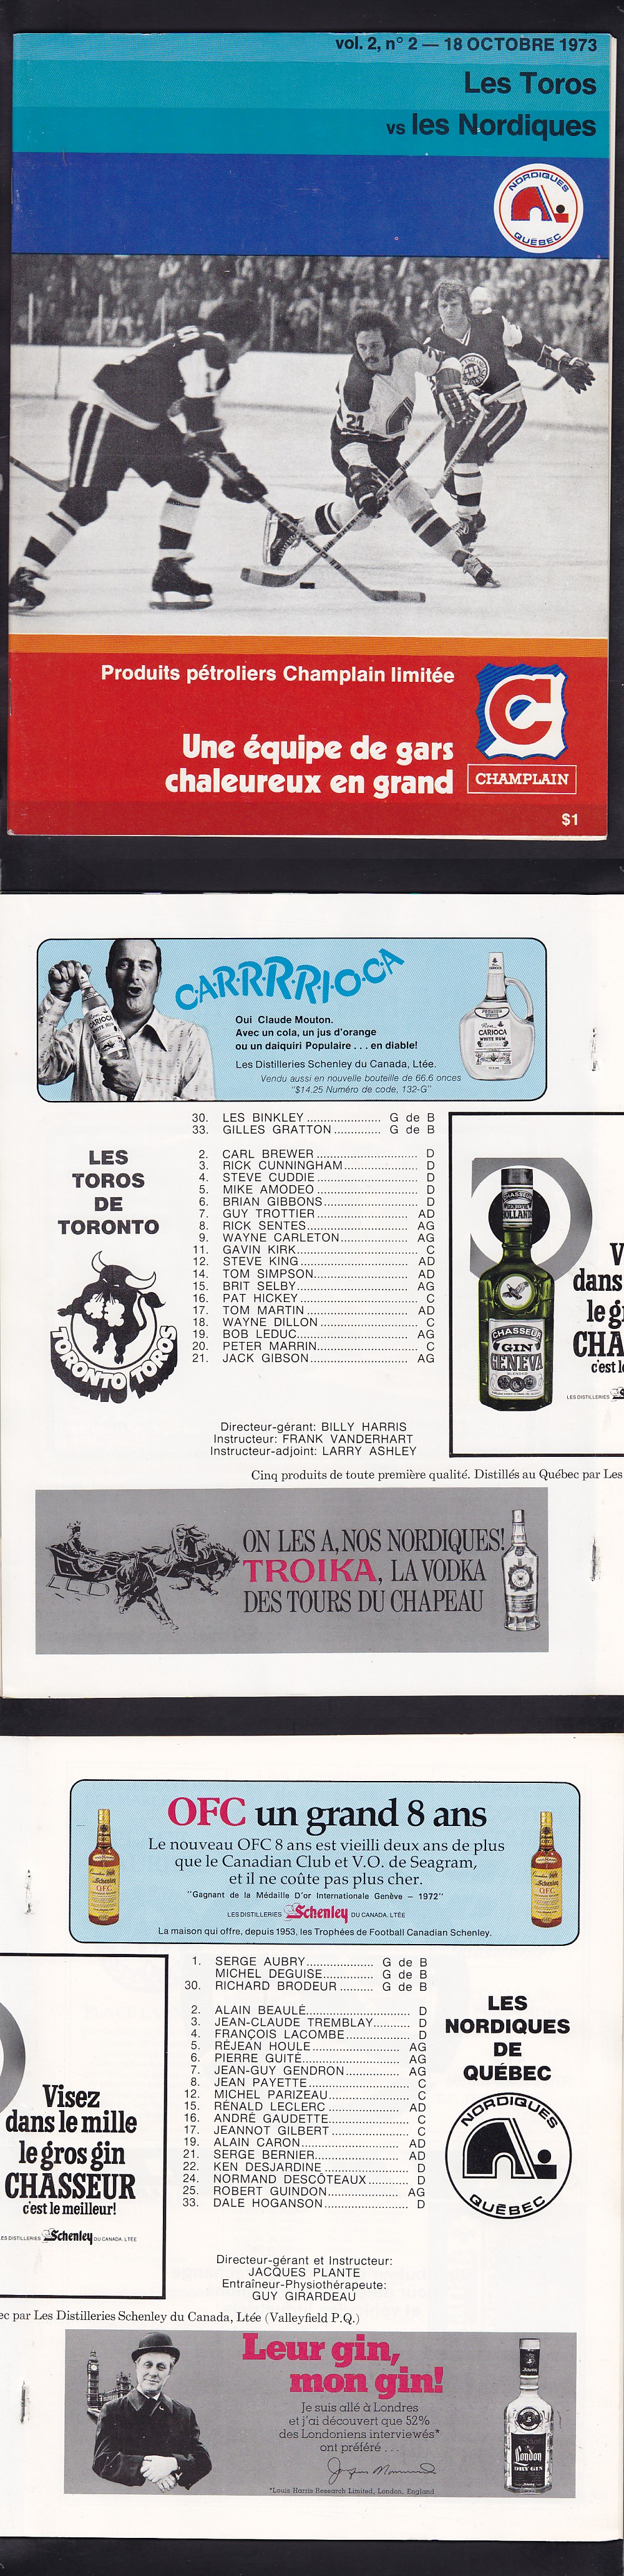 vol. 2, n° 2 — 18 OCTOBRE 1973
Les Toros
vs les Nordiques
NORDIQUES
QUÉBEC
21
Produits pétroliers Champlain limitée
Une équipe de gars
chaleureux en grand
CHAMPLAIN
$1
CARRRRIOCA
Oui Claude Mouton.
Avec un cola, un jus d'orange
ou un daiquiri Populaire . . . en diable!
Les Distilleries Schenley du Canada, Ltée.
Vendu aussi en nouvelle bouteille de 66.6 onces
"$14.25 Numéro de code, 132-G"
CARIOCA
WHITE RUM
30. LES BINKLEY .................... G de B
33. GILLES GRATTON ............ G de B
2. CARL BREWER ............................ D
3. RICK CUNNINGHAM.................. D
4. STEVE CUDDIE ........................... D
5. MIKE AMODEO ........................... D
6. BRIAN GIBBONS......................... D
7. GUY TROTTIER ....................... AD
8. RICK SENTES ......................... AG
9. WAYNE CARLETON................. AG
11. GAVIN KIRK............................... C
12. STEVE KING........................... AD
14. TOM SIMPSON....................... AD
15. BRIT SELBY........................... AG
16. PAT HICKEY............................. C
17. TOM MARTIN......................... AD
18. WAYNE DILLON ....................... C
19. BOB LEDUC........................... AG
20. PETER MARRIN........................ C
21. JACK GIBSON....................... AG
LES
TOROS
DE
TORONTO
TORONTO TOROS
Directeur-gérant: BILLY HARRIS
Instructeur: FRANK VANDERHART
Instructeur-adjoint: LARRY ASHLEY
CHASSEUR
GIN
GENEVA
V
dans
le g
CHA
c'est l
LES DISTILLERIES S
Cinq produits de toute première qualité. Distillés au Québec par Les
ON LES A, NOS NORDIQUES!
TROIKA, LA VODKA
DES TOURS DU CHAPEAU
OFC un grand 8 ans
Le nouveau OFC 8 ans est vieilli deux ans de plus
que le Canadian Club et V.O. de Seagram,
et il ne coûte pas plus cher.
"Gagnant de la Médaille D'or Internationale Genève – 1972"
LES DISTILLERIES Schenley DU CANADA, LTÉE
La maison qui offre, depuis 1953, les Trophées de Football Canadian Schenley.
OFC
OFC
1. SERGE AUBRY.................... G de B
MICHEL DEGUISE............... G de B
30. RICHARD BRODEUR .......... G de B
2. ALAIN BEAULÉ............................ D
3. JEAN-CLAUDE TREMBLAY........... D
4. FRANÇOIS LACOMBE................. D
5. RÉJEAN HOULE ....................... AG
6. PIERRE GUITÉ......................... AG
7. JEAN-GUY GENDRON............. AG
8. JEAN PAYETTE......................... C
12. MICHEL PARIZEAU.................... C
15. RÉNALD LECLERC ................. AD
16. ANDRÉ GAUDETTE.................... C
17. JEANNOT GILBERT ................... C
19. ALAIN CARON......................... AD
21. SERGE BERNIER..................... AD
22. KEN DESJARDINE ..................... D
24. NORMAND DESCÔTEAUX ........... D
25. ROBERT GUINDON................... AG
33. DALE HOGANSON ..................... D
LES
NORDIQUES
DE
QUÉBEC
NORDIQUES
QUÉBEC
Directeur-gérant et Instructeur:
JACQUES PLANTE
Entraîneur-Physiothérapeute:
GUY GIRARDEAU
Visez
dans le mille
le gros gin
CHASSEUR
c'est le meilleur!
ES DISTILLERIES Schenley DU CANADA, LTÉE
ec par Les Distilleries Schenley du Canada, Ltée (Valleyfield P.Q.)
Leur gin,
mon gin!
Je suis allé à Londres
et j'ai découvert que 52%
des Londoniens interviewés*
ont préféré . . .
*Louis Harris Research Limited, London, England
London
DRY GIN